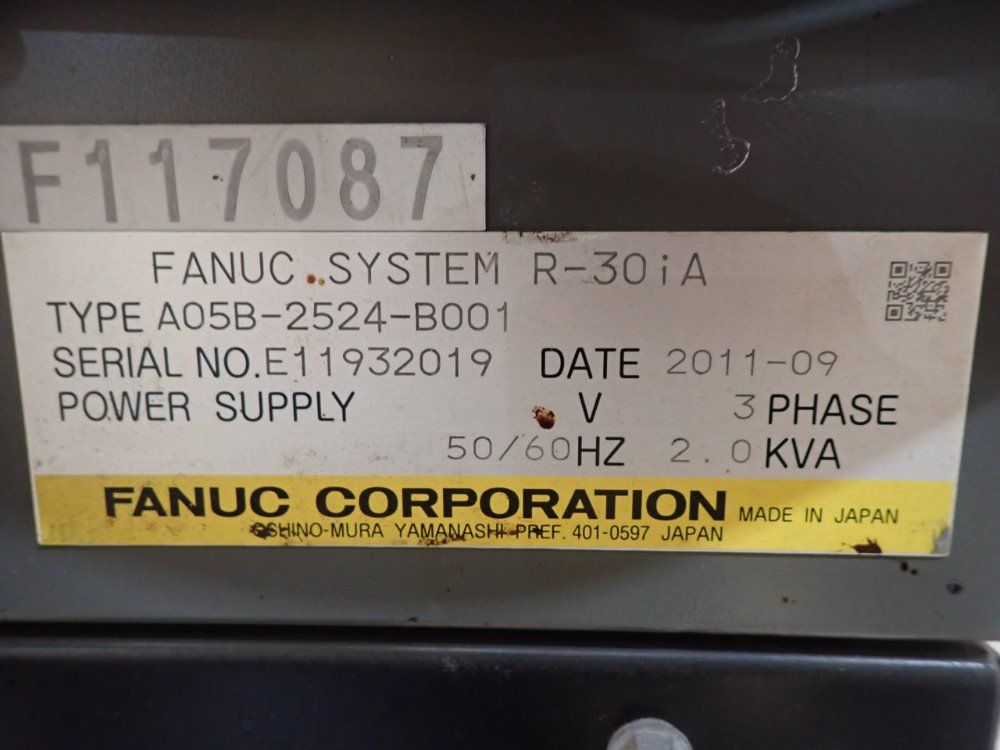 F117087
FANUC SYSTEM R-30iA
TYPE A05B-2524-B001
SERIAL NO. E11932019 DATE 2011-09
POWER SUPPLY V 3 PHASE
50/60HZ 2.0 KVA
FANUC CORPORATION MADE IN JAPAN
OSHINO-MURA YAMANASHI PREF. 401-0597 JAPAN